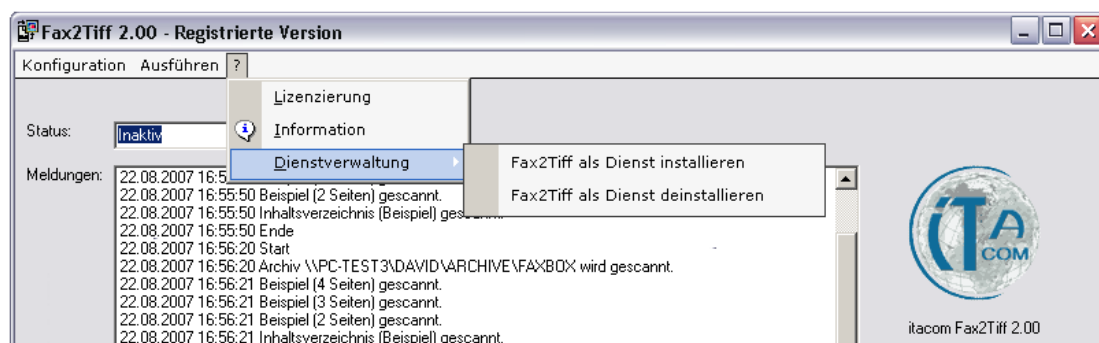 Fax2Tiff 2.00 - Registrierte Version
Konfiguration Ausführen ?
Lizenzierung
Information
Dienstverwaltung
Fax2Tiff als Dienst installieren
Fax2Tiff als Dienst deinstallieren
Status: Inaktiv
Meldungen: 22.08.2007 16:5
22.08.2007 16:55:50 Beispiel (2 Seiten) gescannt.
22.08.2007 16:55:50 Inhaltsverzeichnis (Beispiel)
22.08.2007 16:55:50 Ende
22.08.2007 16:56:20 Start
22.08.2007 16:56:20 Archiv \\PC-TEST3\DAVID\ARCHIVE\FAXBOX wird gescannt.
22.08.2007 16:56:21 Beispiel (4 Seiten) gescannt.
22.08.2007 16:56:21 Beispiel (3 Seiten) gescannt.
22.08.2007 16:56:21 Beispiel (2 Seiten) gescannt.
22.08.2007 16:56:21 Inhaltsverzeichnis (Beispiel) gescannt.
iTA
COM
itacom Fax2Tiff 2.00